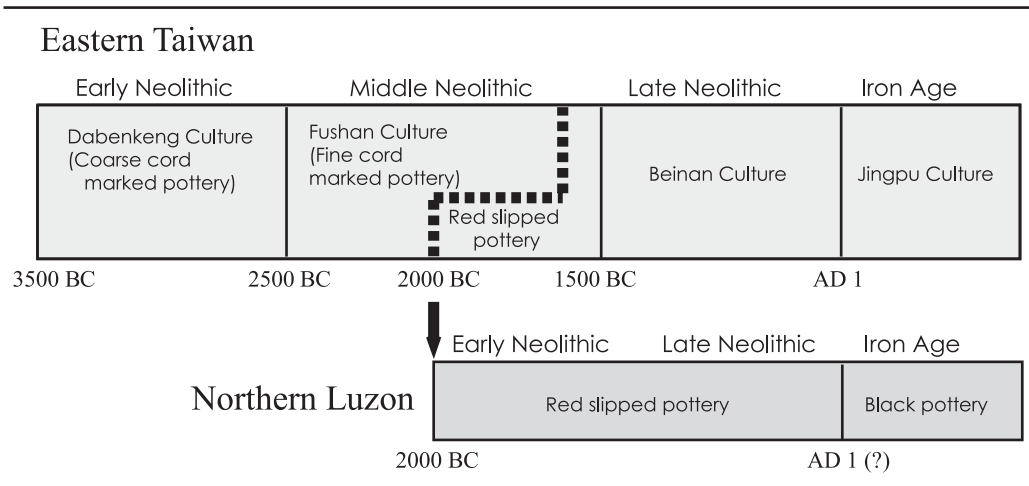 Eastern Taiwan
Early Neolithic
Middle Neolithic
Late Neolithic
Iron Age
Dabenkeng Culture
(Coarse cord
marked pottery)
Fushan Culture
(Fine cord
marked pottery)
Red slipped
pottery
Beinan Culture
Jingpu Culture
3500 BC
2500 BC
2000 BC
1500 BC
AD 1
Early Neolithic
Late Neolithic
Iron Age
Northern Luzon
Red slipped pottery
Black pottery
2000 BC
AD 1 (?)